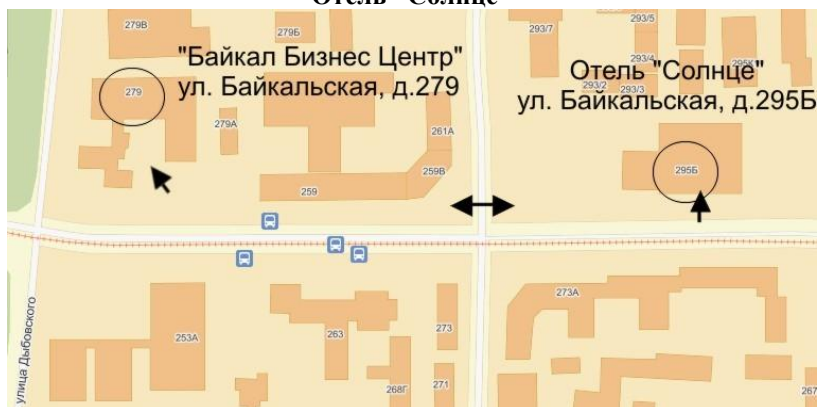 Отель "Солнце"
279В
279Б
293/7
293/5
"Байкал Бизнес Центр"
ул. Байкальская, д.279
293/4
293/2
293/3
Отель "Солнце"
ул. Байкальская, д.295Б
279
279А
261А
259В
259
295Б
улица Дыбовского
253А
263
273
273А
268Г
271
267